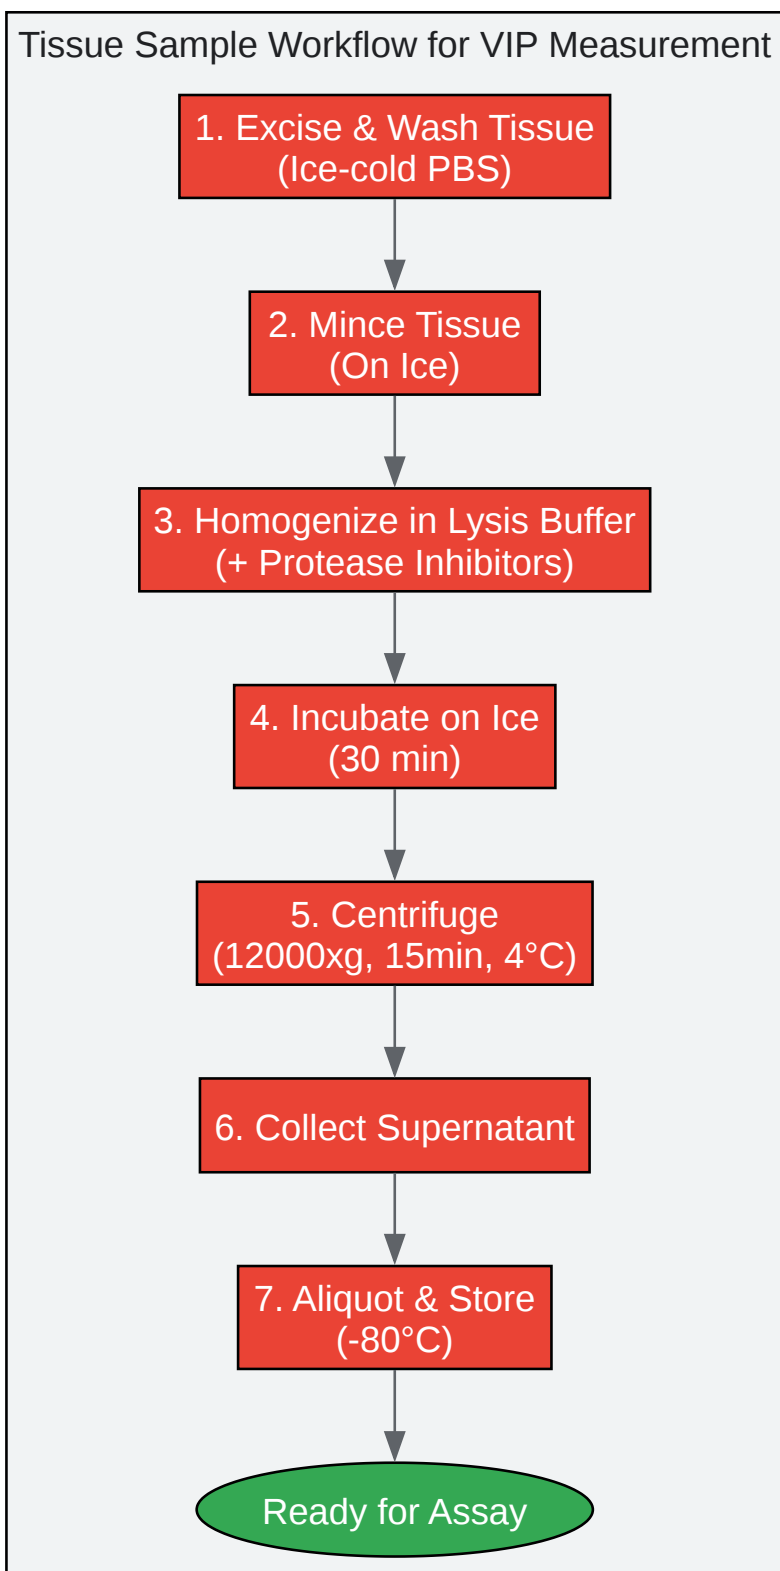 Tissue Sample Workflow for VIP Measurement
1. Excise & Wash Tissue
(Ice-cold PBS)
2. Mince Tissue
(On Ice)
3. Homogenize in Lysis Buffer
(+ Protease Inhibitors)
4. Incubate on Ice
(30 min)
5. Centrifuge
(12000xg, 15min, 4°C)
6. Collect Supernatant
7. Aliquot & Store
(-80°C)
Ready for Assay